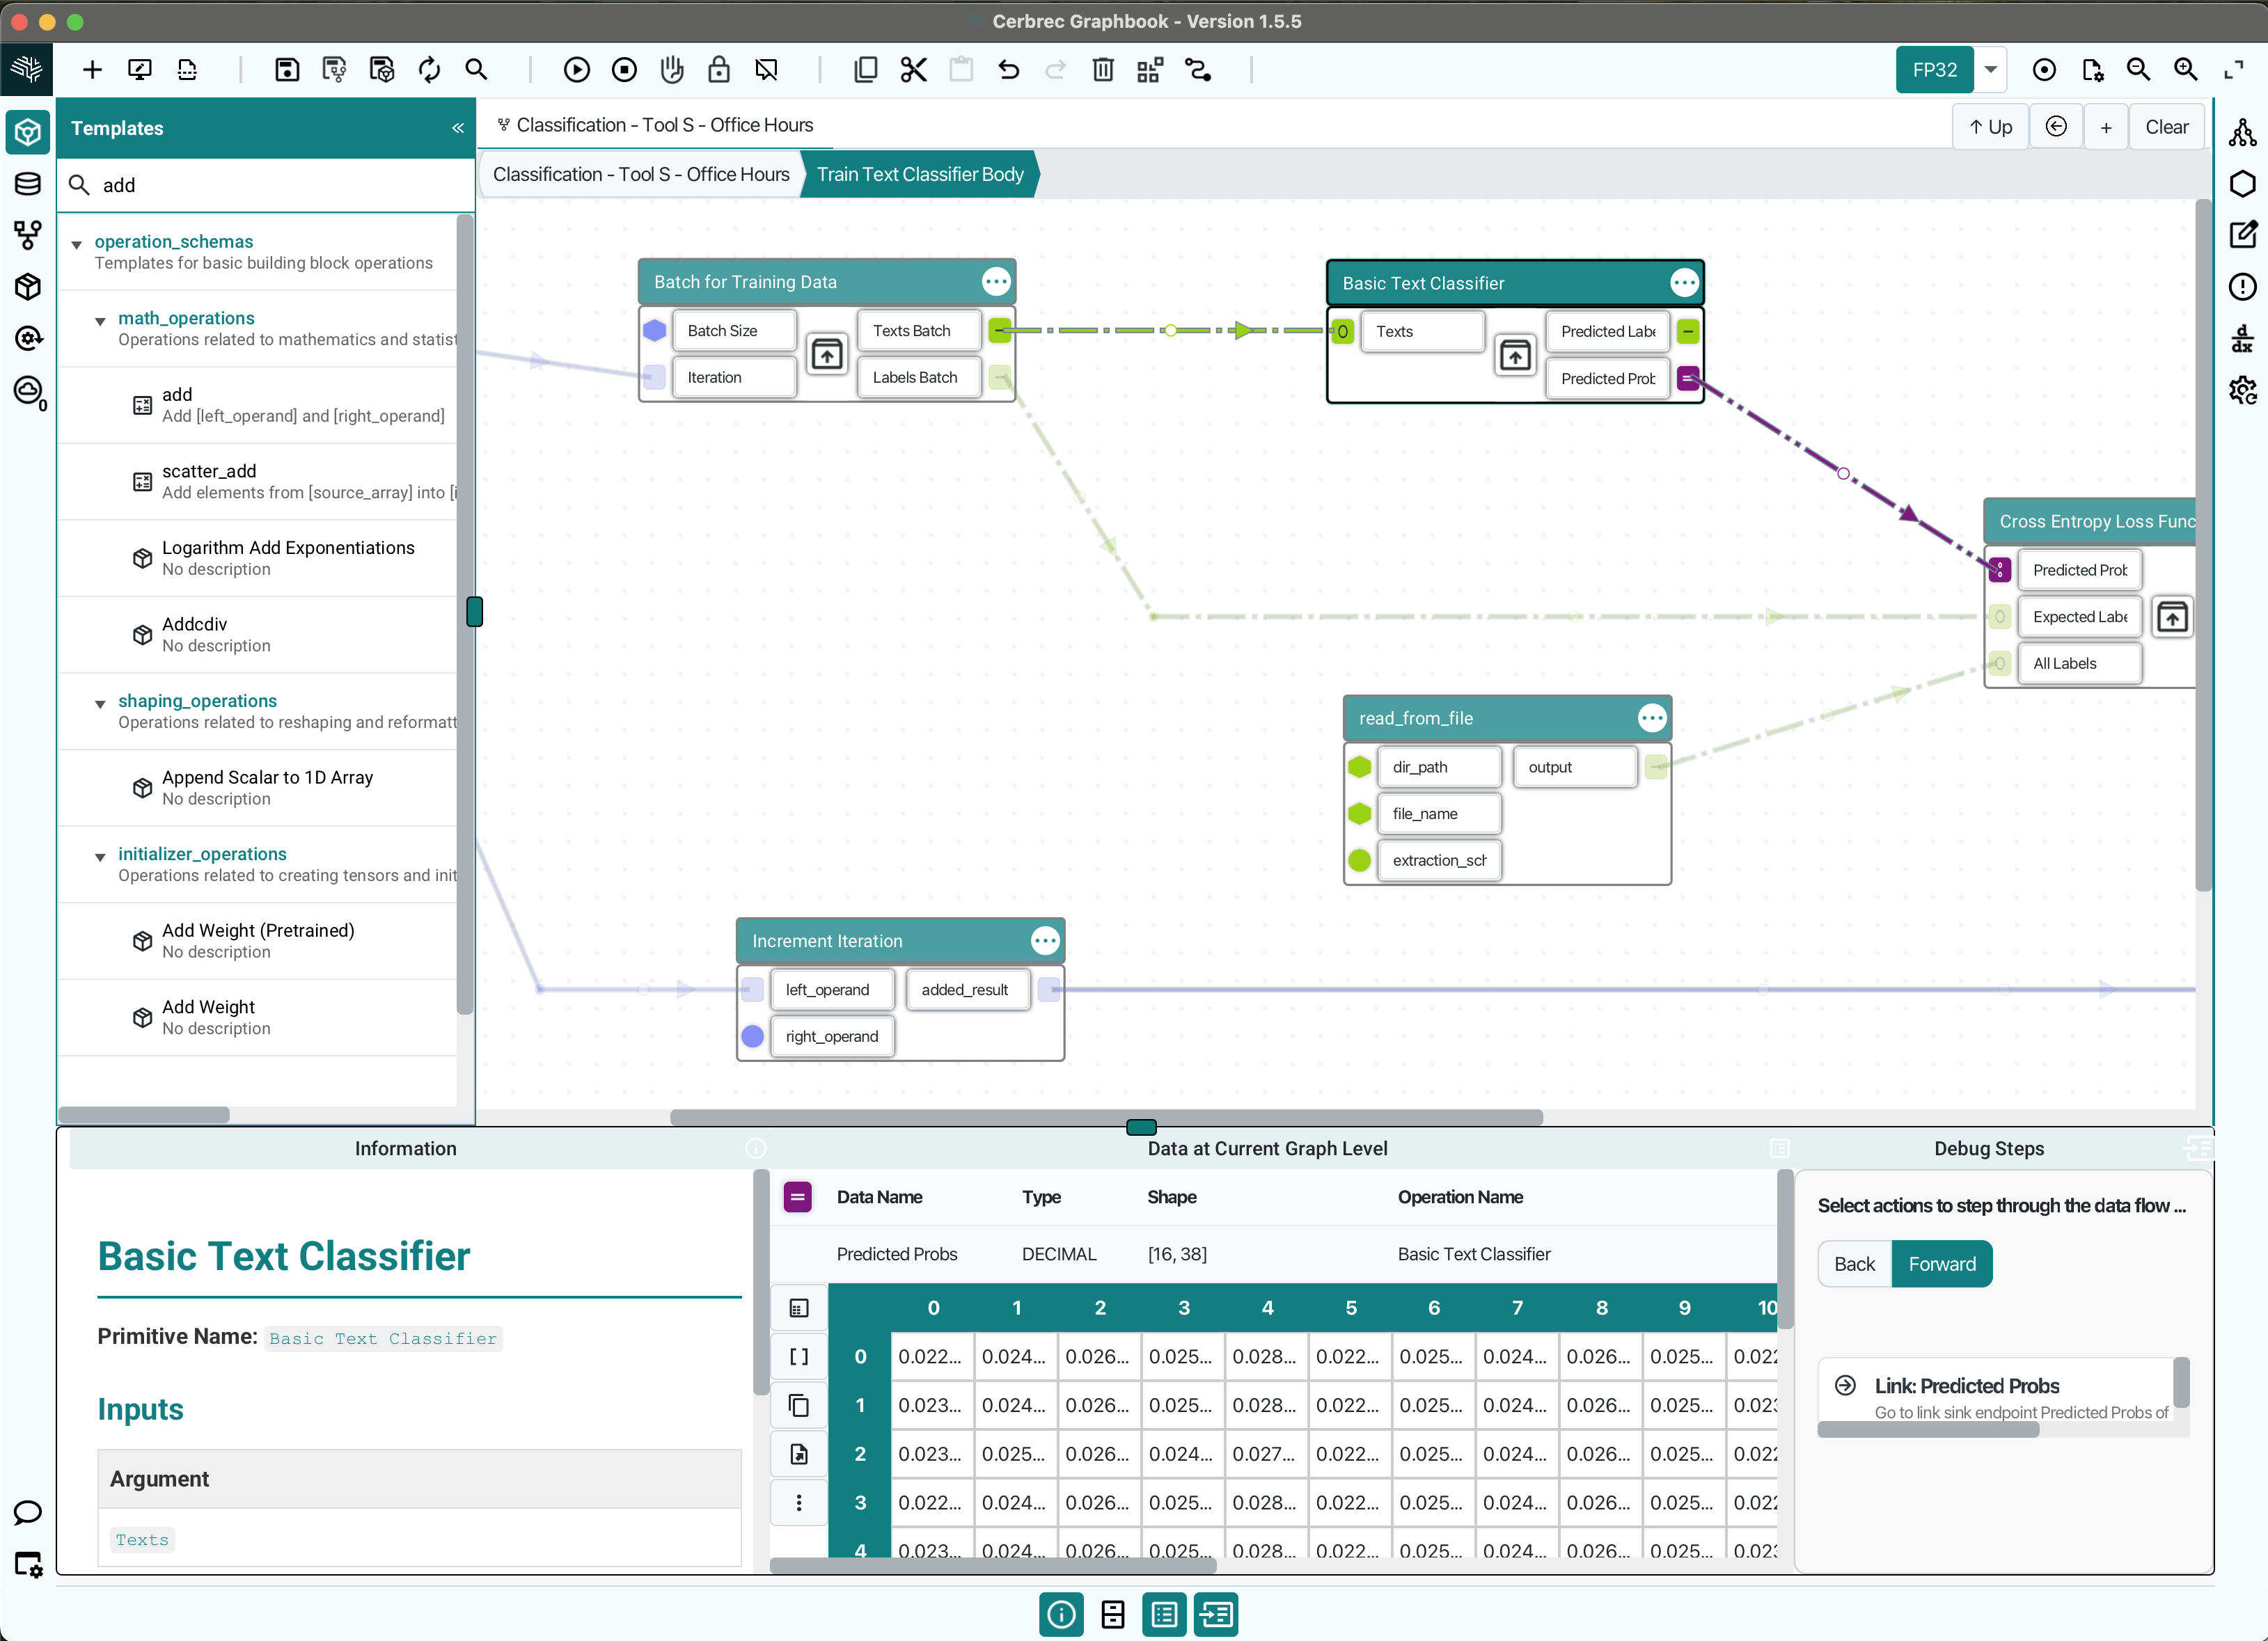 Cerbrec Graphbook - Version 1.5.5
FP32
Templates
add
operation_schemas
Templates for basic building block operations
math_operations
Operations related to mathematics and statist
add
Add [left_operand] and [right_operand]
scatter_add
Add elements from [source_array] into [i
Logarithm Add Exponentiations
No description
Addcdiv
No description
shaping_operations
Operations related to reshaping and reformatt
Append Scalar to 1D Array
No description
initializer_operations
Operations related to creating tensors and init
Add Weight (Pretrained)
No description
Add Weight
No description
0
Classification - Tool S - Office Hours
Up
+
Clear
Classification - Tool S - Office Hours
Train Text Classifier Body
Batch for Training Data
Batch Size
Texts Batch
Iteration
Labels Batch
Basic Text Classifier
0
Texts
Predicted Labe
Predicted Prob
Cross Entropy Loss Func
Predicted Prob
0
Expected Labe
0
All Labels
read_from_file
dir_path
output
file_name
extraction_sch
Increment Iteration
left_operand
added_result
right_operand
d
dx
Information
Basic Text Classifier
Primitive Name: Basic Text Classifier
Inputs
Argument
Texts
Data at Current Graph Level
Data Name Type Shape Operation Name
Predicted Probs DECIMAL [16, 38] Basic Text Classifier
0 1 2 3 4 5 6 7 8 9 10
0 0.022... 0.024... 0.026... 0.025... 0.028... 0.022... 0.025... 0.024... 0.026... 0.025... 0.022
1 0.023... 0.024... 0.026... 0.025... 0.028... 0.022... 0.025... 0.024... 0.026... 0.025... 0.023
2 0.023... 0.025... 0.026... 0.024... 0.027... 0.022... 0.025... 0.024... 0.026... 0.025... 0.022
3 0.022... 0.024... 0.026... 0.025... 0.028... 0.022... 0.025... 0.024... 0.026... 0.025... 0.022
4 0.023... 0.024... 0.026... 0.025... 0.028... 0.022... 0.025... 0.024... 0.026... 0.025... 0.023
Debug Steps
Select actions to step through the data flow ...
Back
Forward
Link: Predicted Probs
Go to link sink endpoint Predicted Probs of